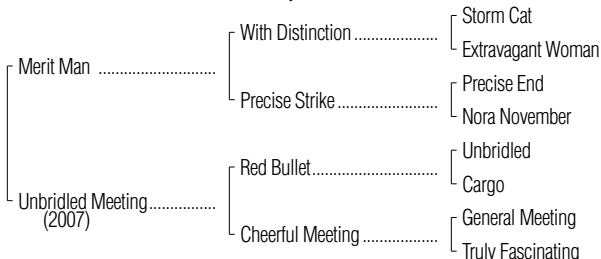 Storm Cat
With Distinction ....................
Extravagant Woman
Merit Man ............................
Precise End
Precise Strike ........................
Nora November
Unbridled
Red Bullet..............................
Cargo
Unbridled Meeting................
(2007)
General Meeting
Cheerful Meeting ..................
Truly Fascinating